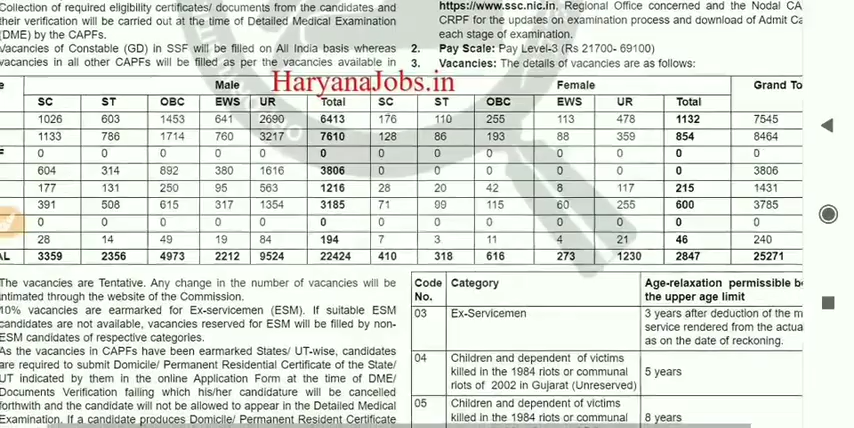 Collection of required eligibility certificates/ documents from the candidates and
their verification will be carried out at the time of Detailed Medical Examination
(DME) by the CAPFs.
Vacancies of Constable (GD) in SSF will be filled on All India basis whereas
vacancies in all other CAPFs will be filled as per the vacancies available in
https://www.ssc.nic.in, Regional Office concerned and the Nodal CA
CRPF for the updates on examination process and download of Admit Ca
each stage of examination.
2. Pay Scale: Pay Level-3 (Rs 21700- 69100)
3. Vacancies: The details of vacancies are as follows:
HaryanaJobs.in
e Male Female Grand To
SC ST OBC EWS UR Total SC ST OBC EWS UR Total
1026 603 1453 641 2690 6413 176 110 255 113 478 1132 7545
1133 786 1714 760 3217 7610 128 86 193 88 359 854 8464
F 0 0 0 0 0 0 0 0 0 0 0 0 0
604 314 892 380 1616 3806 0 0 0 0 0 0 3806
177 131 250 95 563 1216 28 20 42 8 117 215 1431
391 508 615 317 1354 3185 71 99 115 60 255 600 3785
0 0 0 0 0 0 0 0 0 0 0 0 0
28 14 49 19 84 194 7 3 11 4 21 46 240
AL 3359 2356 4973 2212 9524 22424 410 318 616 273 1230 2847 25271
The vacancies are Tentative. Any change in the number of vacancies will be
intimated through the website of the Commission.
10% vacancies are earmarked for Ex-servicemen (ESM). If suitable ESM
candidates are not available, vacancies reserved for ESM will be filled by non-
ESM candidates of respective categories.
As the vacancies in CAPFs have been earmarked States/ UT-wise, candidates
are required to submit Domicile/ Permanent Residential Certificate of the State/
UT indicated by them in the online Application Form at the time of DME/
Documents Verification failing which his/her candidature will be cancelled
forthwith and the candidate will not be allowed to appear in the Detailed Medical
Examination. If a candidate produces Domicile/ Permanent Resident Certificate
Code Category Age-relaxation permissible be
No. the upper age limit
03 Ex-Servicemen 3 years after deduction of the m
service rendered from the actua
as on the date of reckoning.
04 Children and dependent of victims
killed in the 1984 riots or communal 5 years
riots of 2002 in Gujarat (Unreserved)
05 Children and dependent of victims
killed in the 1984 riots or communal 8 years